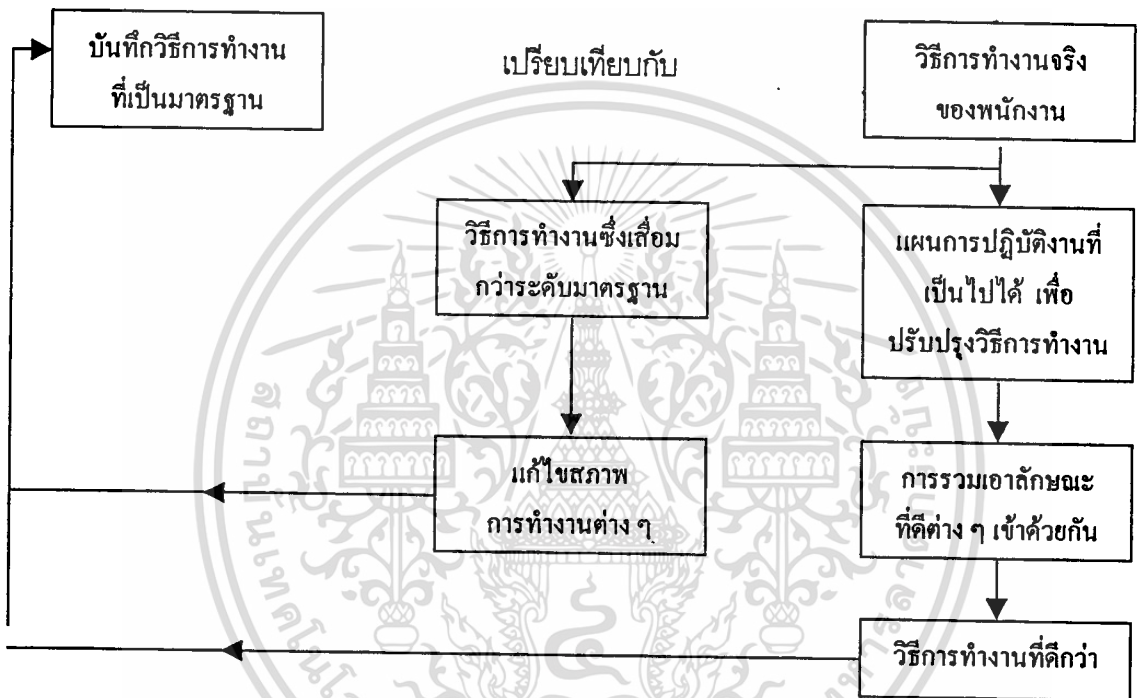 บันทึกวิธีการทำงาน
ที่เป็นมาตรฐาน
เปรียบเทียบกับ
วิธีการทำงานจริง
ของพนักงาน
วิธีการทำงานซึ่งเสื่อม
กว่าระดับมาตรฐาน
แผนการปฏิบัติงานที่
เป็นไปได้ เพื่อ
ปรับปรุงวิธีการทำงาน
แก้ไขสภาพ
การทำงานต่าง ๆ
การรวมเอาลักษณะ
ที่ดีต่าง ๆ เข้าด้วยกัน
วิธีการทำงานที่ดีกว่า